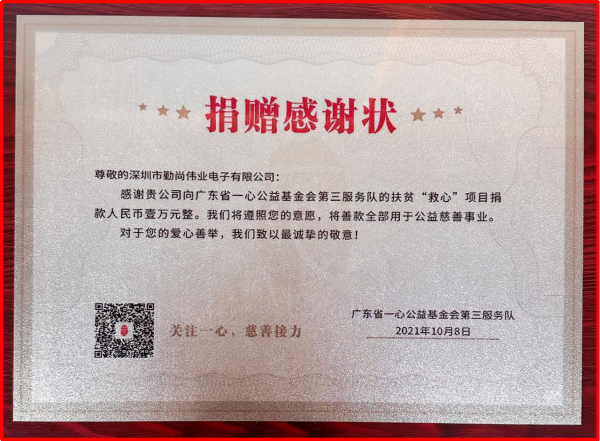 捐赠感谢状
尊敬的深圳市勤尚伟业电子有限公司：
感谢贵公司向广东省一心公益基金会第三服务队的扶贫“救心”项目捐
款人民币壹万元整。我们将遵照您的意愿，将善款全部用于公益慈善事业。
对于您的爱心善举，我们致以最诚挚的敬意！
关注一心，慈善接力
广东省一心公益基金会第三服务队
2021年10月8日